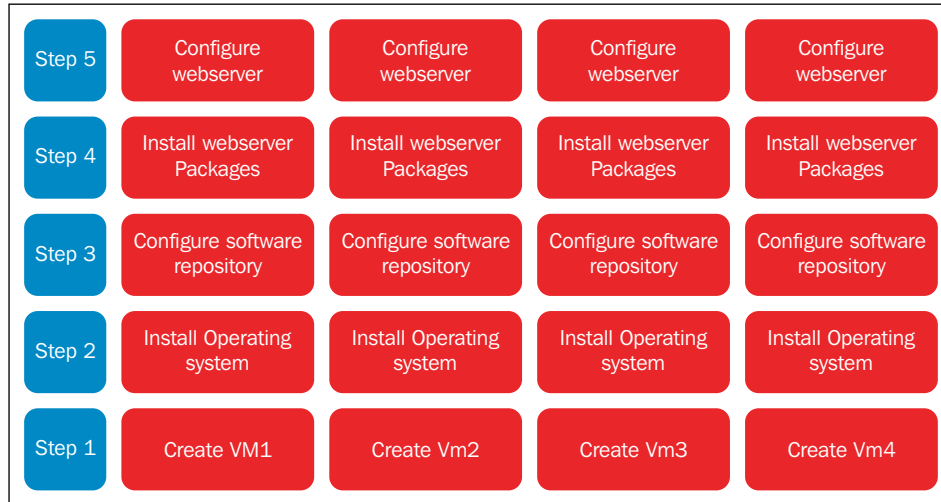 Step 5
Configure
webserver
Configure
webserver
Configure
webserver
Configure
webserver
Step 4
Install webserver
Packages
Install webserver
Packages
Install webserver
Packages
Install webserver
Packages
Step 3
Configure software
repository
Configure software
repository
Configure software
repository
Configure software
repository
Step 2
Install Operating
system
Install Operating
system
Install Operating
system
Install Operating
system
Step 1
Create VM1
Create Vm2
Create Vm3
Create Vm4